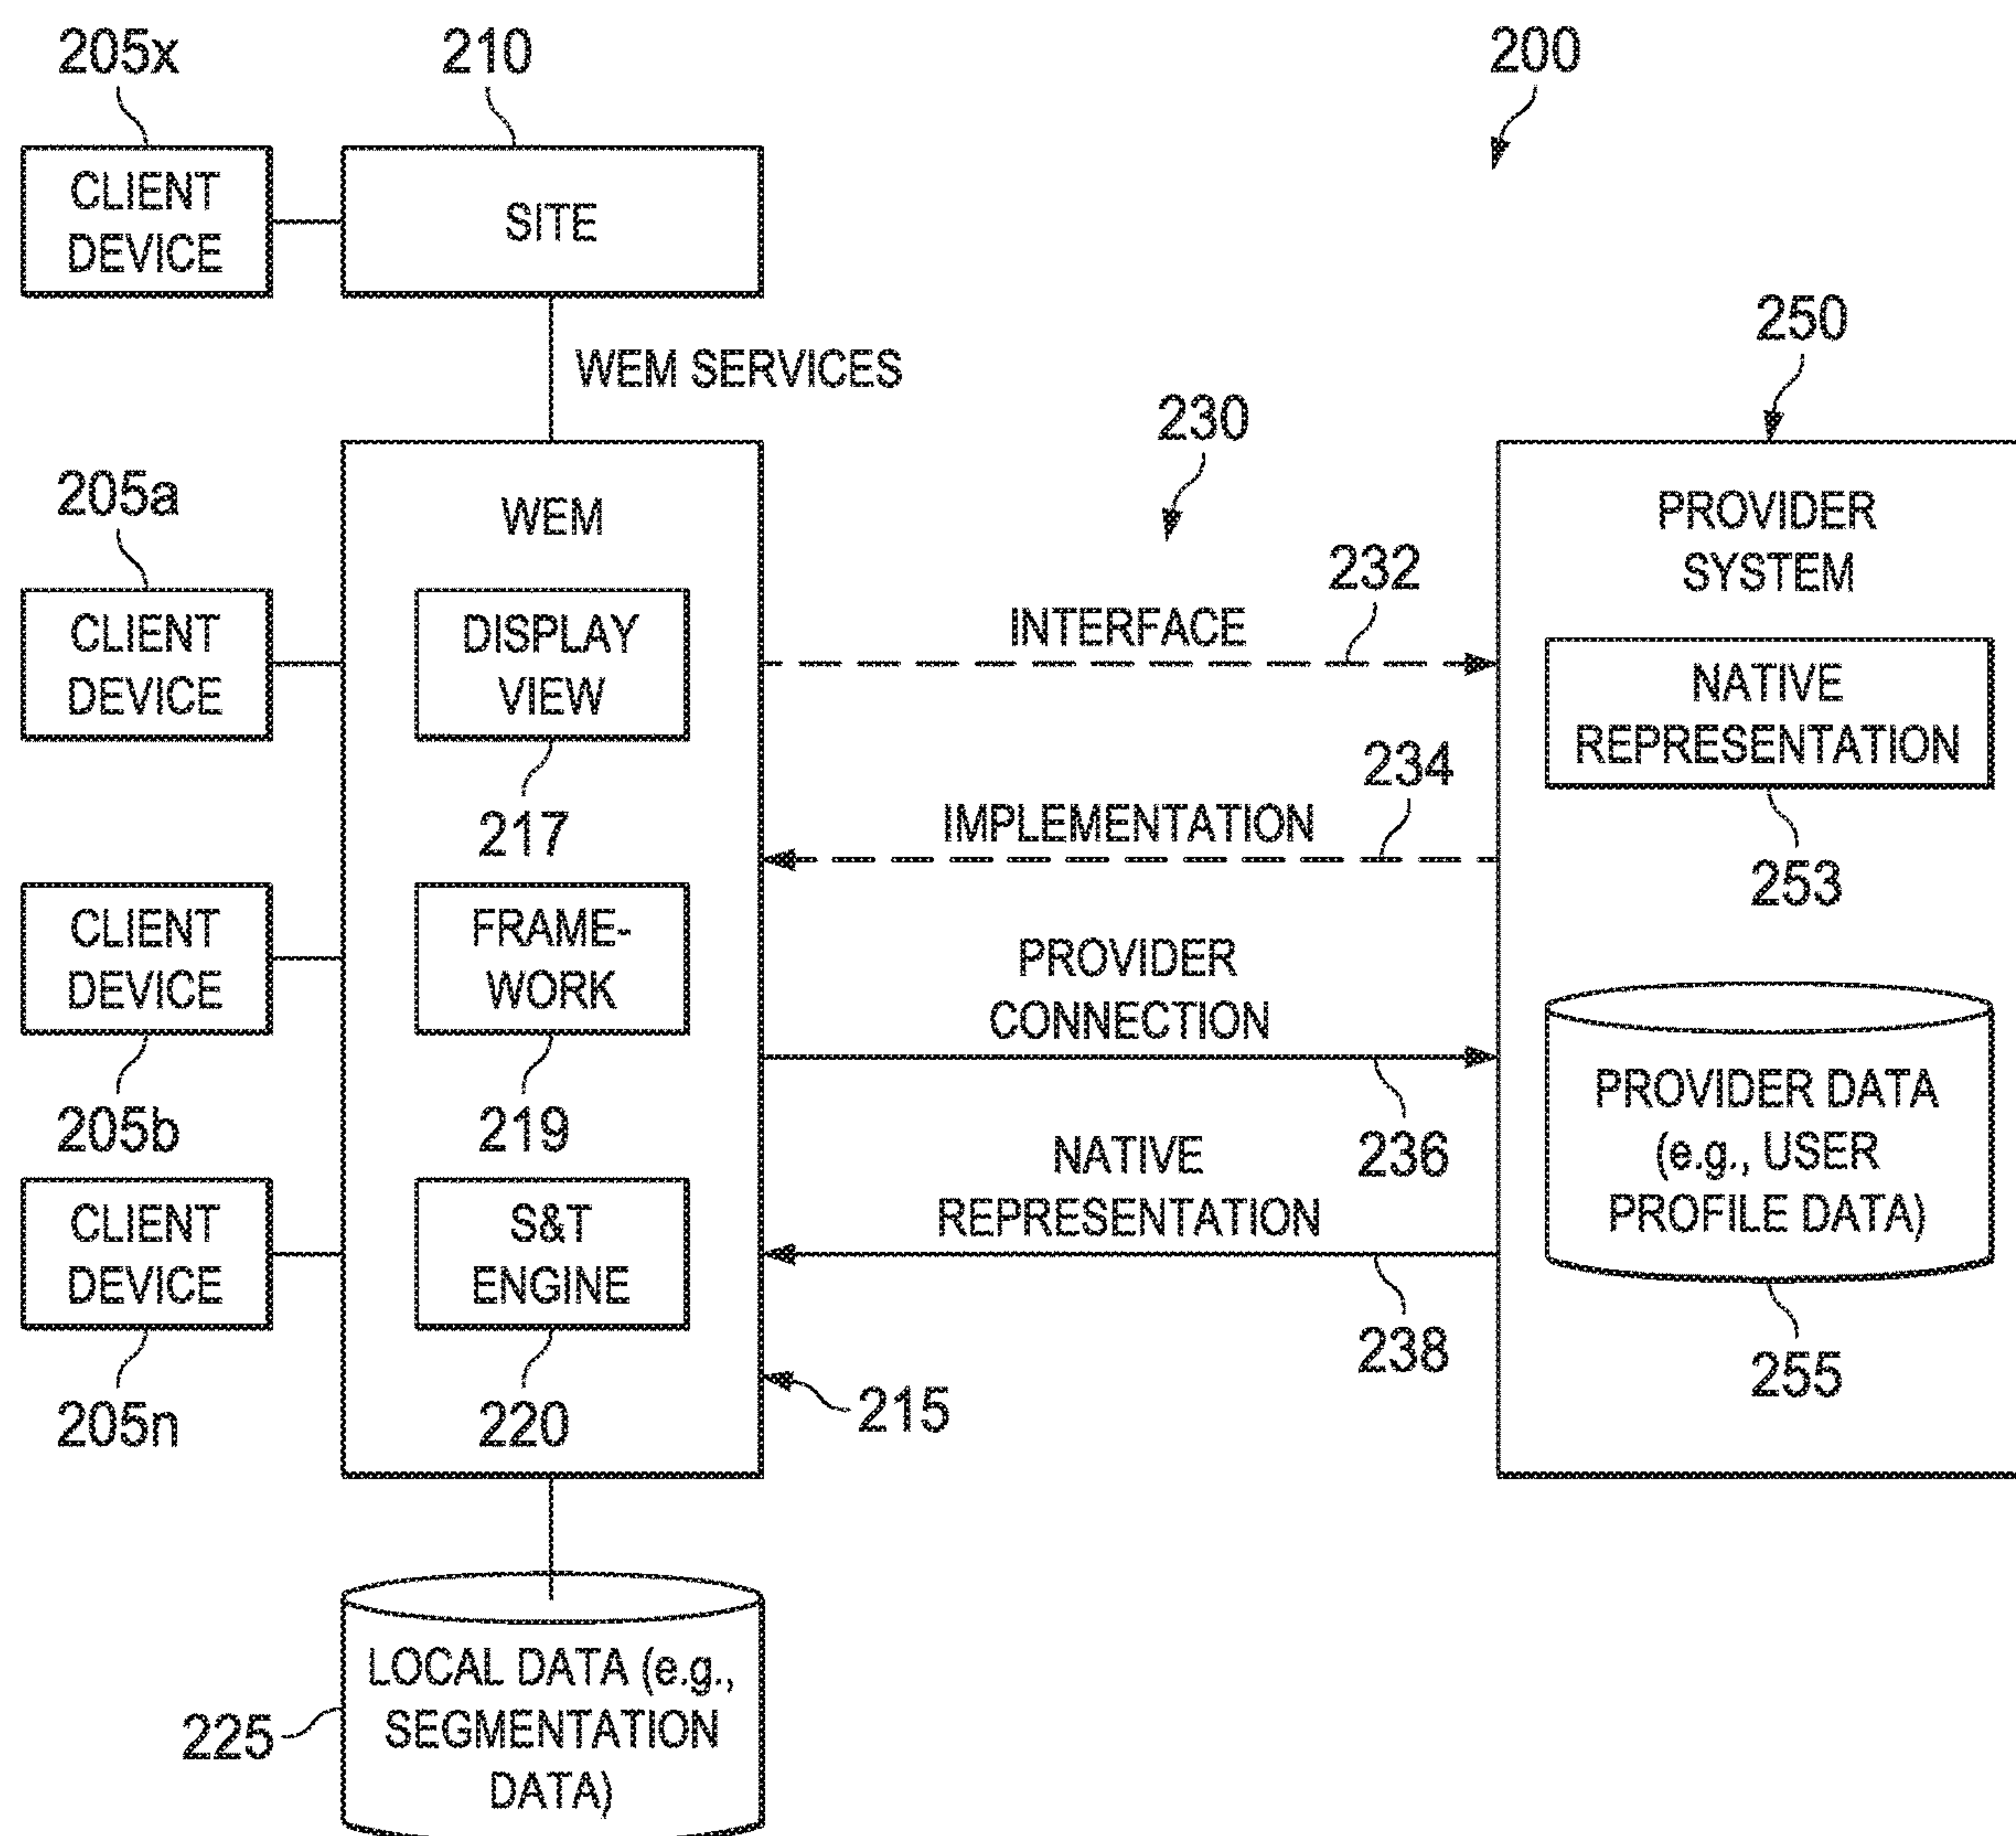 205x
210
200
CLIENT
DEVICE
SITE
WEM SERVICES
250
230
205a
WEM
PROVIDER
SYSTEM
232
CLIENT
DEVICE
DISPLAY
VIEW
INTERFACE
NATIVE
REPRESENTATION
217
234
IMPLEMENTATION
253
CLIENT
DEVICE
FRAME-
WORK
PROVIDER
CONNECTION
205b
219
236
PROVIDER DATA
(e.g., USER
PROFILE DATA)
NATIVE
REPRESENTATION
CLIENT
DEVICE
S&T
ENGINE
238
255
205n
220
215
LOCAL DATA (e.g.,
SEGMENTATION
DATA)
225